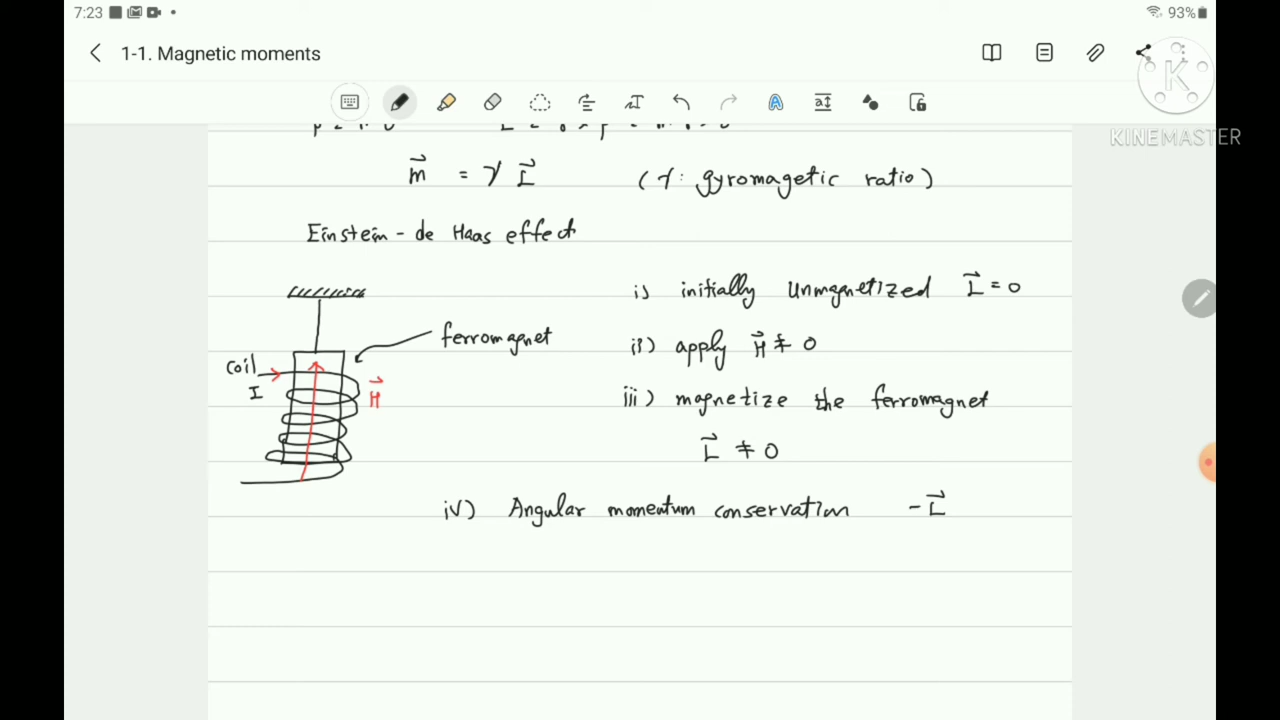 7:23
93%
1-1. Magnetic moments
KINEMASTER
m⃗ = γ L⃗ (γ: gyromagetic ratio)
Einstein - de Haas effect
i) initially unmagnetized L⃗ = 0
ferromagnet
ii) apply H⃗ ≠ 0
coil
I
H⃗
iii) magnetize the ferromagnet
L⃗ ≠ 0
iv) Angular momentum conservation -L⃗